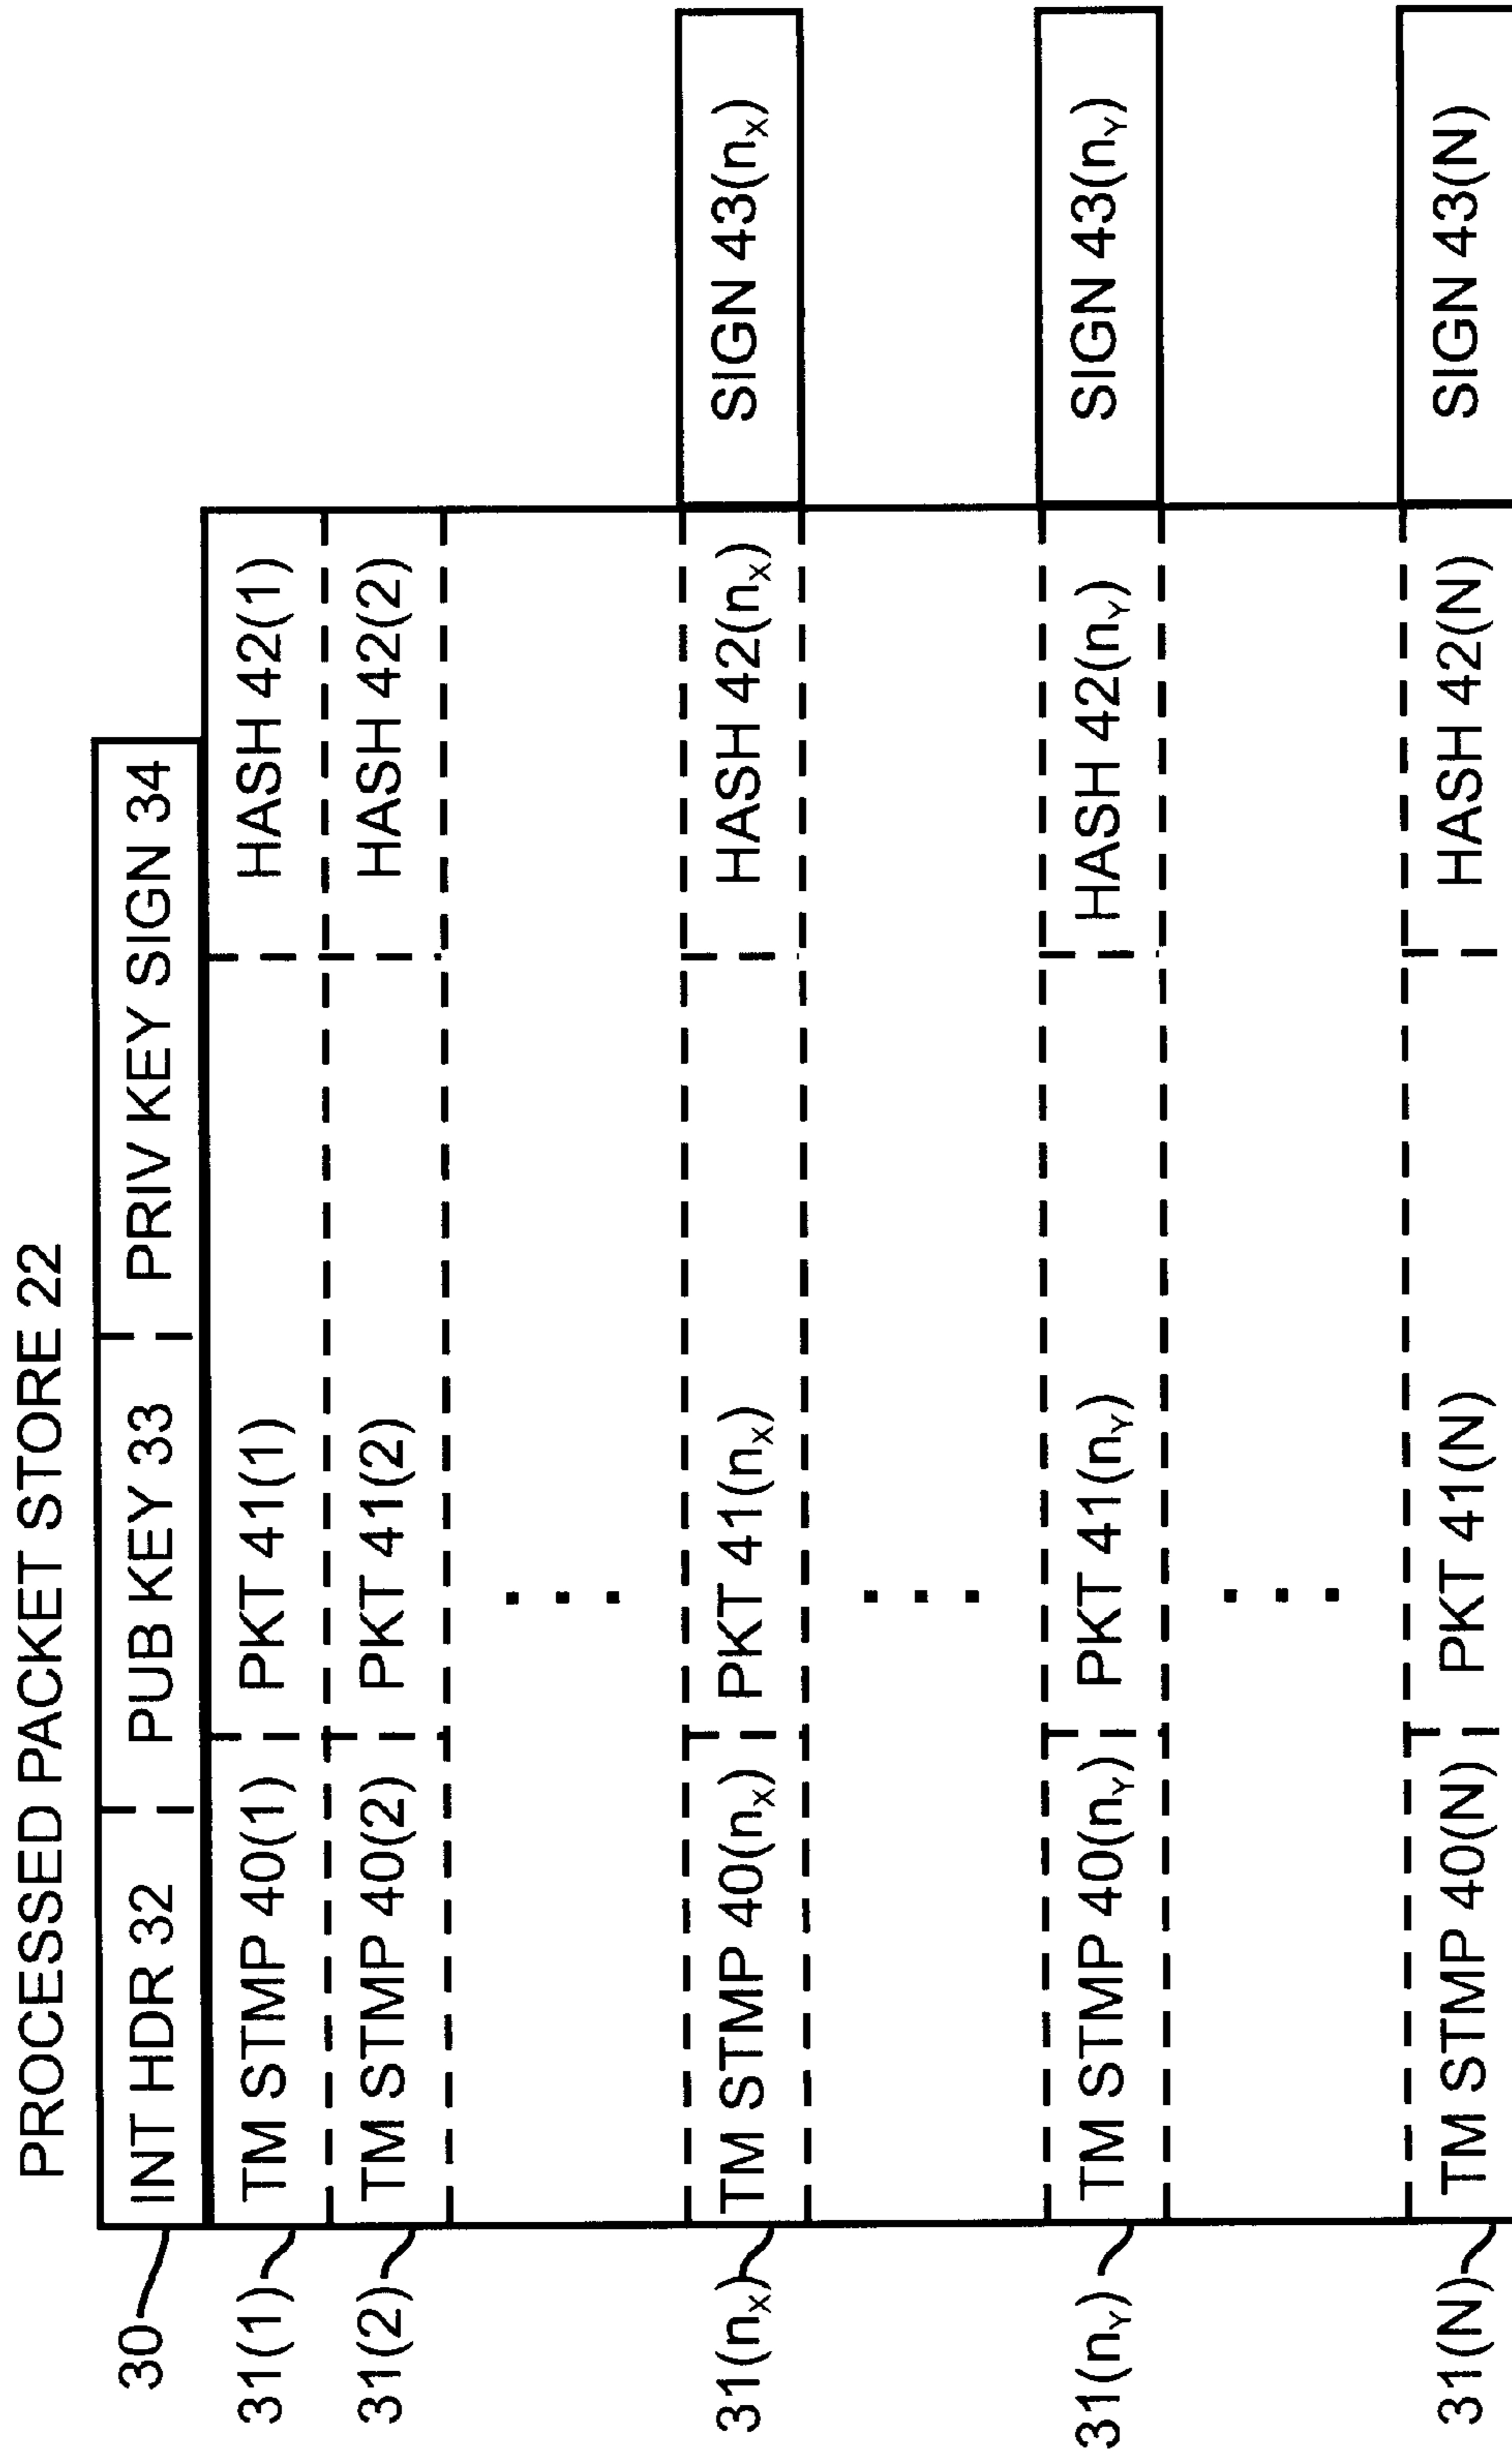 PROCESSED PACKET STORE 22
30 INT HDR 32 PUB KEY 33 PRIV KEY SIGN 34
31(1) TM STMP 40(1) PKT 41(1) HASH 42(1)
31(2) TM STMP 40(2) PKT 41(2) HASH 42(2)
. . .
31(nX) TM STMP 40(nX) PKT 41(nX) HASH 42(nX) SIGN 43(nX)
. . .
31(nY) TM STMP 40(nY) PKT 41(nY) HASH 42(nY) SIGN 43(nY)
. . .
31(N) TM STMP 40(N) PKT 41(N) HASH 42(N) SIGN 43(N)